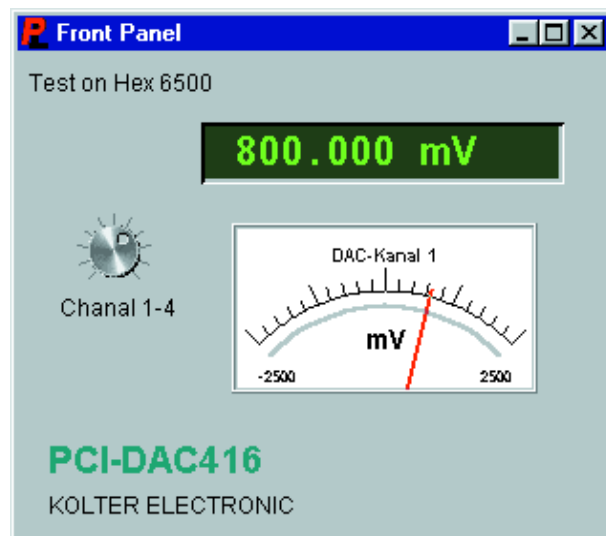 Front Panel
Test on Hex 6500
800.000 mV
DAC-Kanal 1
Chanal 1-4
mV
-2500
2500
PCI-DAC416
KOLTER ELECTRONIC